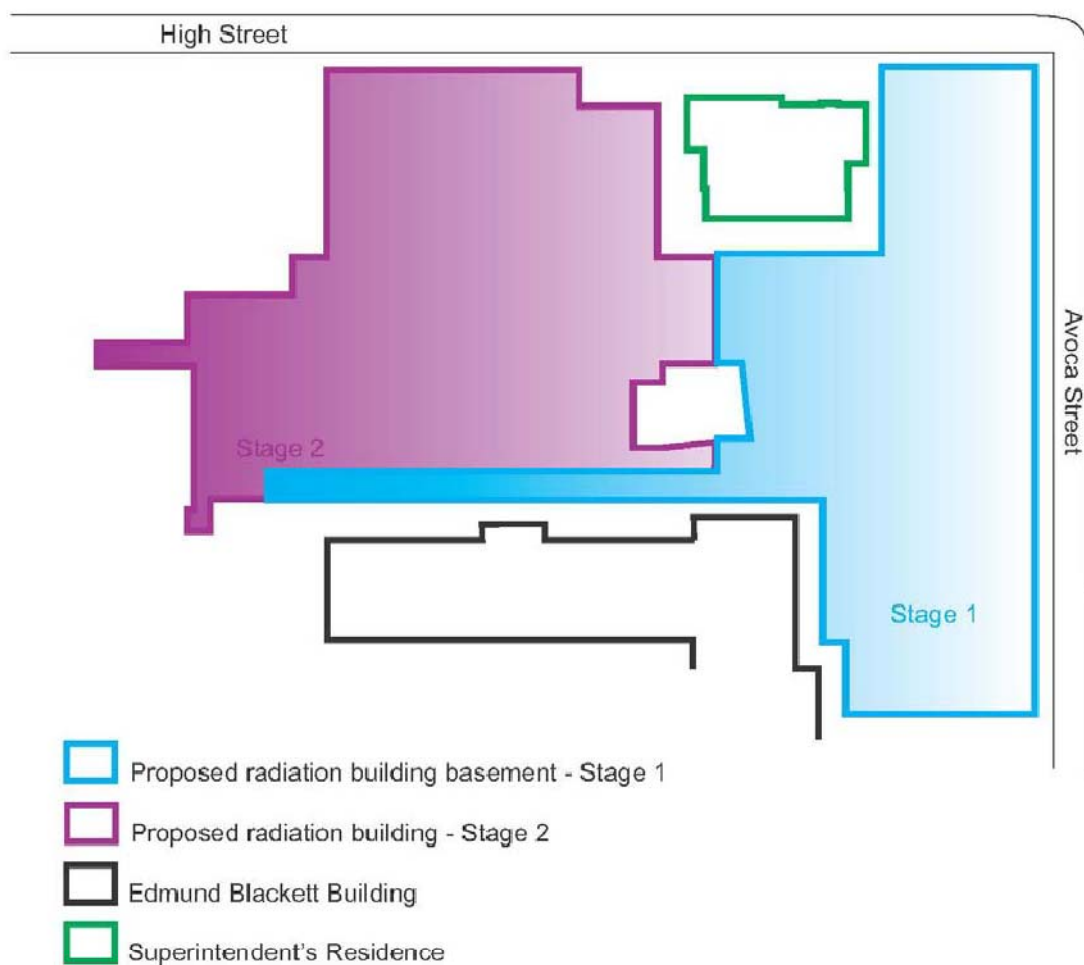 High Street
Avoca Street
Stage 2
Stage 1
Proposed radiation building basement - Stage 1
Proposed radiation building - Stage 2
Edmund Blackett Building
Superintendent's Residence